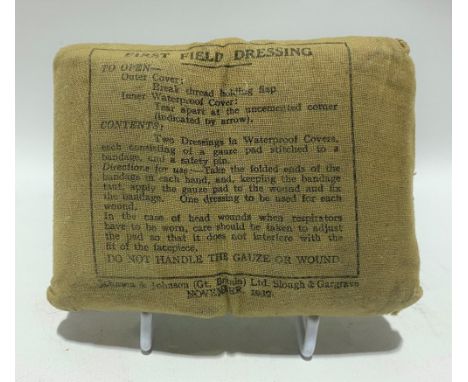 FIRST FIELD DRESSING
TO OPEN—
Outer Cover;
Break thread holding flap
Inner Waterproof Cover:
Tear apart at the uncemented corner
(indicated by arrow).
CONTENTS:
Two Dressings in Waterproof Covers,
each consisting of a gauze pad stitched to a
bandage, and a safety pin.
Directions for use:—Take the folded ends of the
bandage in each hand, and, keeping the bandage
taut, apply the gauze pad to the wound and fix
the bandage. One dressing to be used for each
wound.
In the case of head wounds when respirators
have to be worn, care should be taken to adjust
the pad so that it does not interfere with the
fit of the facepiece.
DO NOT HANDLE THE GAUZE OR WOUND.
Johnson & Johnson (Gt. Britain) Ltd. Slough & Gargrave
NOVEMBER,